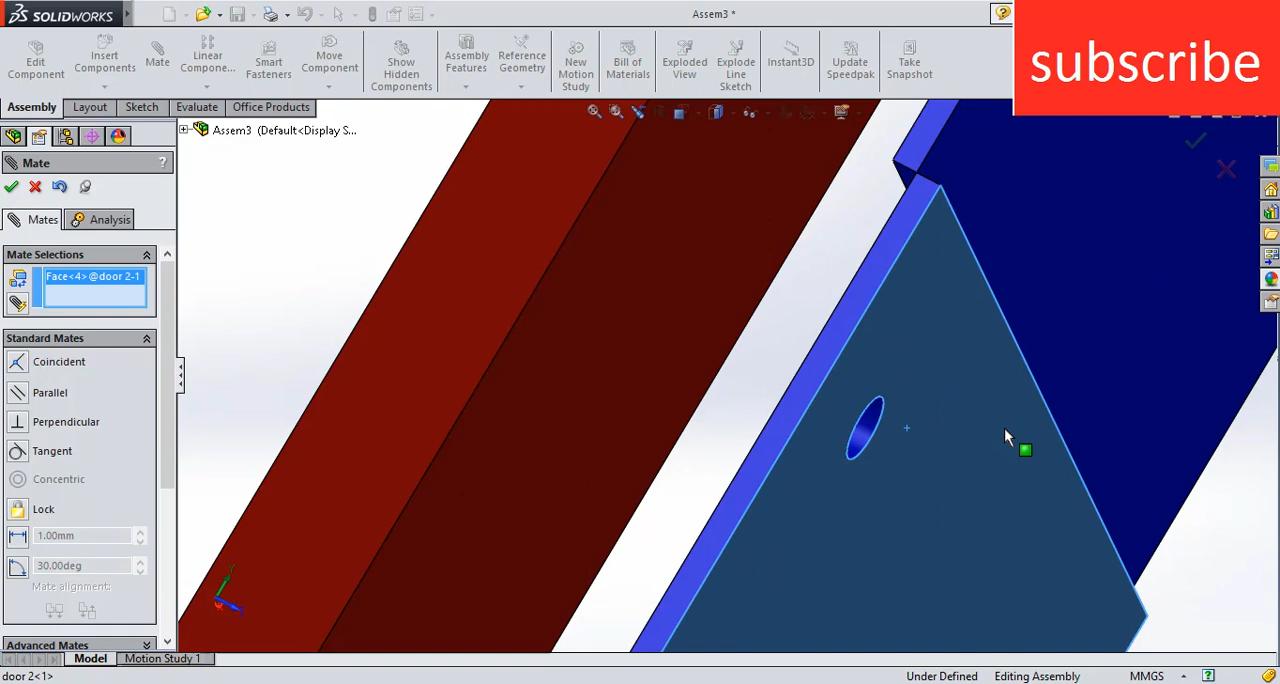 SOLIDWORKS
Assem3 *
?
subscribe
Edit
Component
Insert
Components
Mate
Linear
Compone...
Smart
Fasteners
Move
Component
Show
Hidden
Components
Assembly
Features
Reference
Geometry
New
Motion
Study
Bill of
Materials
Exploded
View
Explode
Line
Sketch
Instant3D
Update
Speedpak
Take
Snapshot
Assembly
Layout
Sketch
Evaluate
Office Products
Assem3 (Default<Display S...
Mate
?
Mates
Analysis
Mate Selections
Face<4>@door 2-1
Standard Mates
Coincident
Parallel
Perpendicular
Tangent
Concentric
Lock
1.00mm
30.00deg
Mate alignment:
Advanced Mates
Model
Motion Study 1
door 2<1>
Under Defined
Editing Assembly
MMGS
?